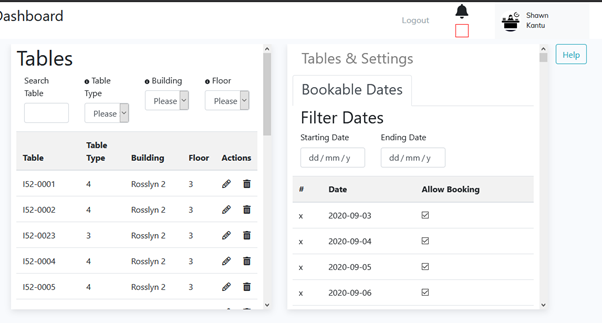 Dashboard
Logout
Shawn
Kantu
Tables
Search
Table
Table
Type
Building
Floor
Please
Please
Please
Table
Table
Type
Building
Floor
Actions
I52-0001 4 Rosslyn 2 3
I52-0002 4 Rosslyn 2 3
I52-0023 3 Rosslyn 2 3
I52-0004 4 Rosslyn 2 3
I52-0005 4 Rosslyn 2 3
Tables & Settings
Help
Bookable Dates
Filter Dates
Starting Date Ending Date
dd/mm/y dd/mm/y
# Date Allow Booking
x 2020-09-03
x 2020-09-04
x 2020-09-05
x 2020-09-06